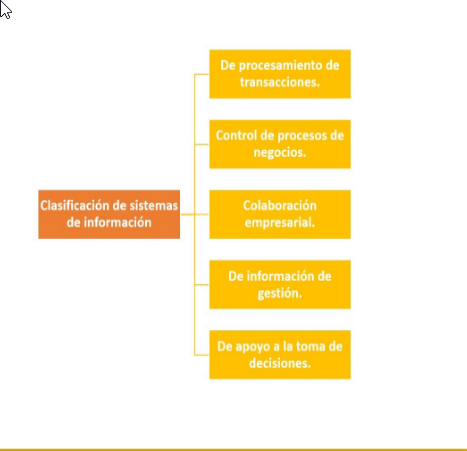 De procesamiento de
transacciones.
Control de procesos de
negocios.
Clasificación de sistemas
de información
Colaboración
empresarial.
De información de
gestión.
De apoyo a la toma de
decisiones.